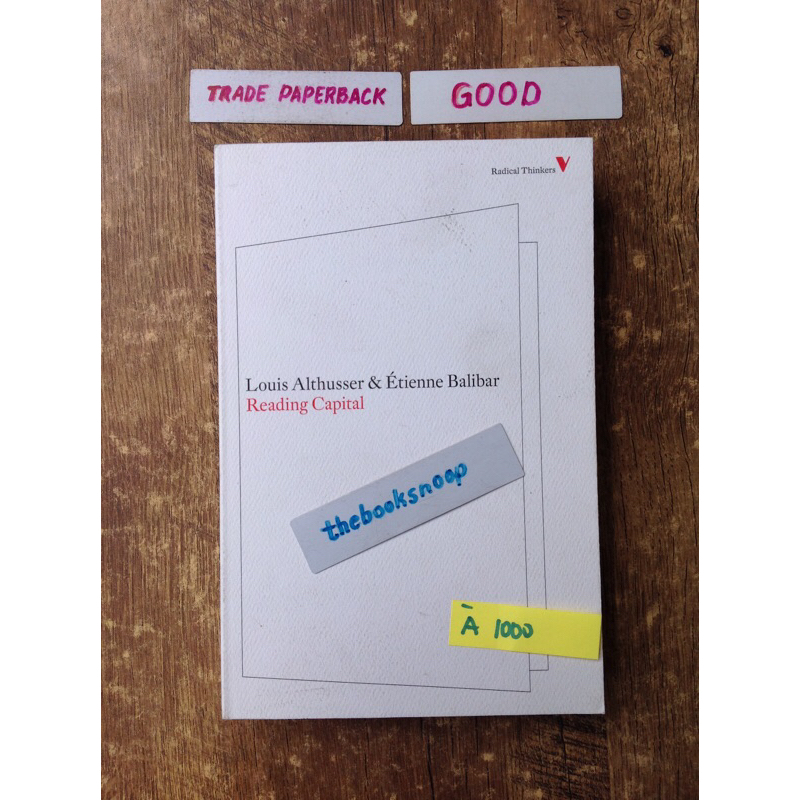 TRADE PAPERBACK
GOOD
Radical Thinkers V
Louis Althusser & Étienne Balibar
Reading Capital
thebooksnoop
Ā 1000